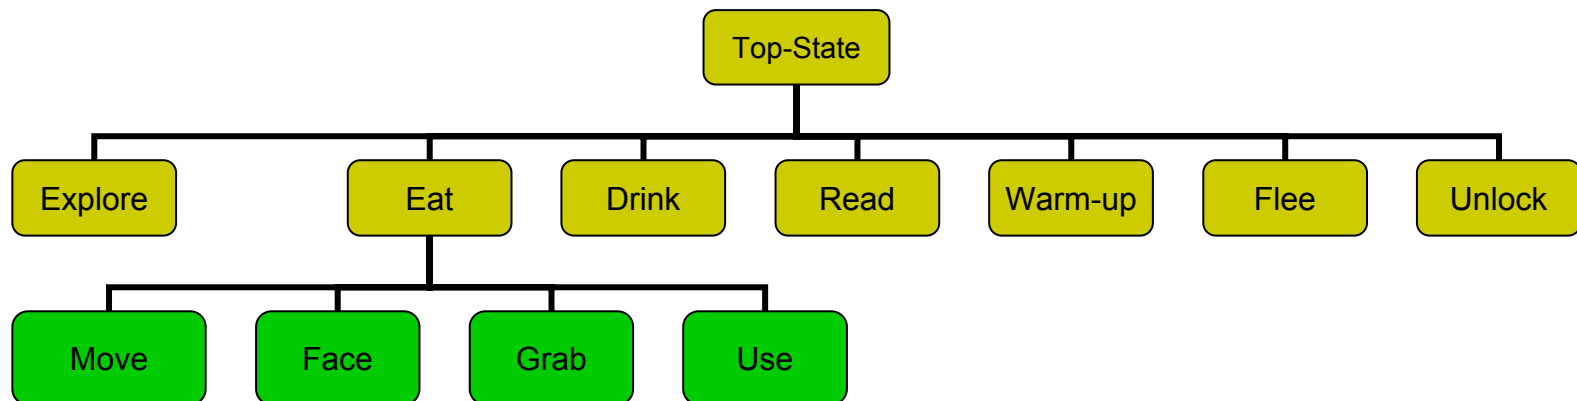 Top-State
Explore
Eat
Drink
Read
Warm-up
Flee
Unlock
Move
Face
Grab
Use